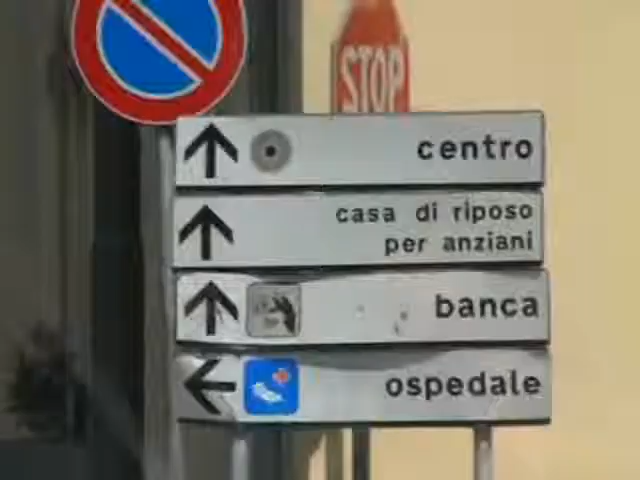 STOP
centro
casa di riposo
per anziani
banca
ospedale